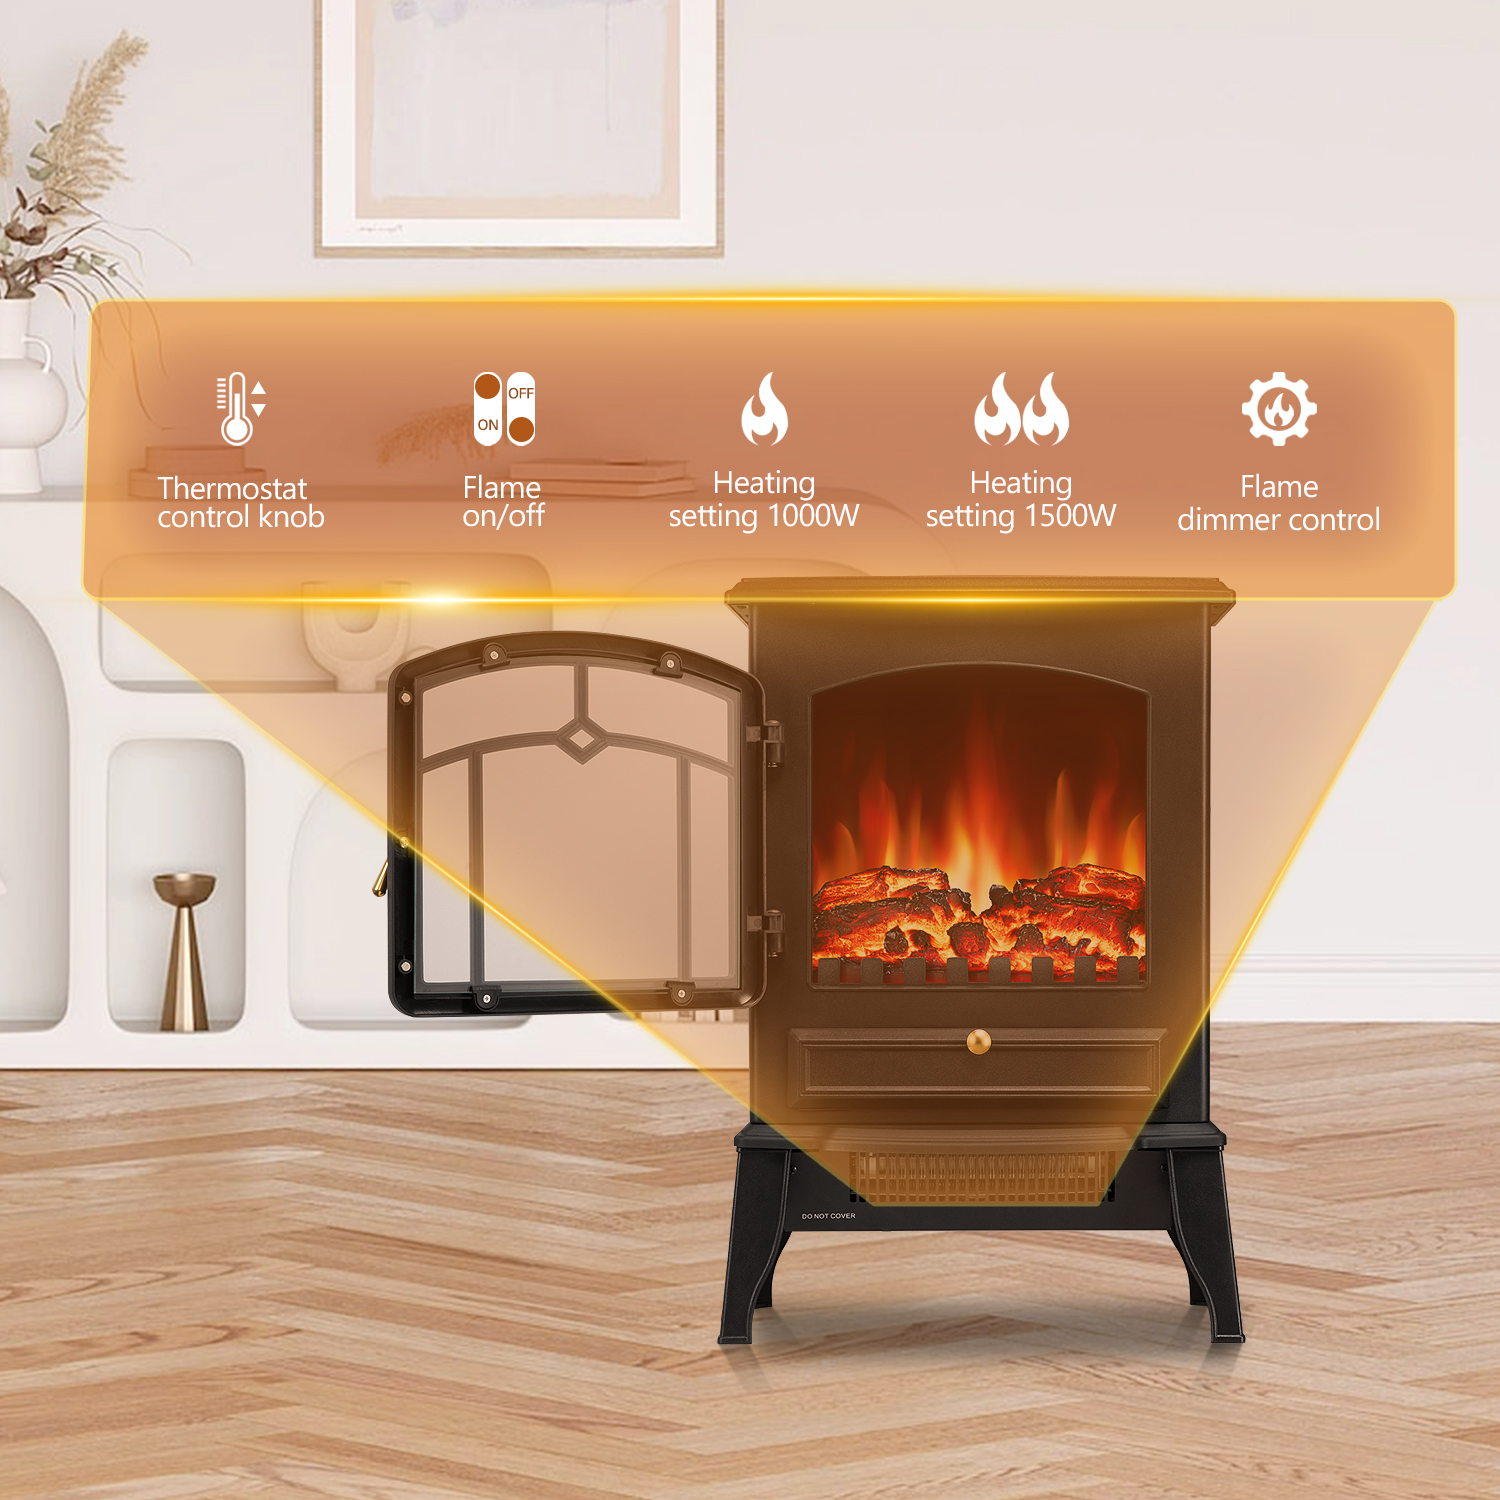 OFF
ON
Thermostat
control knob
Flame
on/off
Heating
setting 1000W
Heating
setting 1500W
Flame
dimmer control
DO NOT COVER